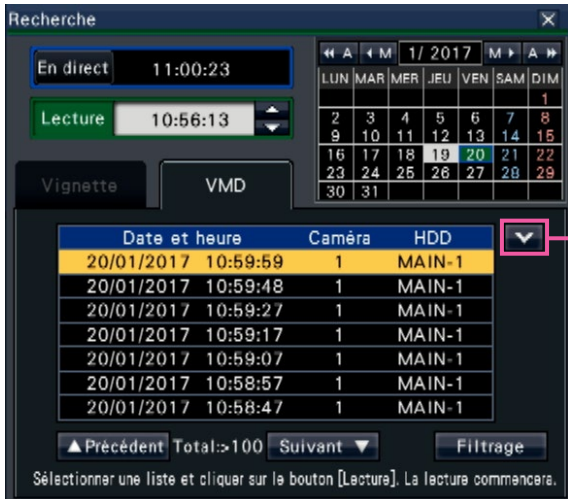 Recherche
En direct 11:00:23
Lecture 10:56:13
A M 1/ 2017 M A
LUN MAR MER JEU VEN SAM DIM
1
2 3 4 5 6 7 8
9 10 11 12 13 14 15
16 17 18 19 20 21 22
23 24 25 26 27 28 29
30 31
Vignette VMD
Date et heure Caméra HDD
20/01/2017 10:59:59 1 MAIN-1
20/01/2017 10:59:48 1 MAIN-1
20/01/2017 10:59:27 1 MAIN-1
20/01/2017 10:59:17 1 MAIN-1
20/01/2017 10:59:07 1 MAIN-1
20/01/2017 10:58:57 1 MAIN-1
20/01/2017 10:58:47 1 MAIN-1
▲Précédent Total:>100 Suivant ▼ Filtrage
Sélectionner une liste et cliquer sur le bouton [Lecture]. La lecture commencera.